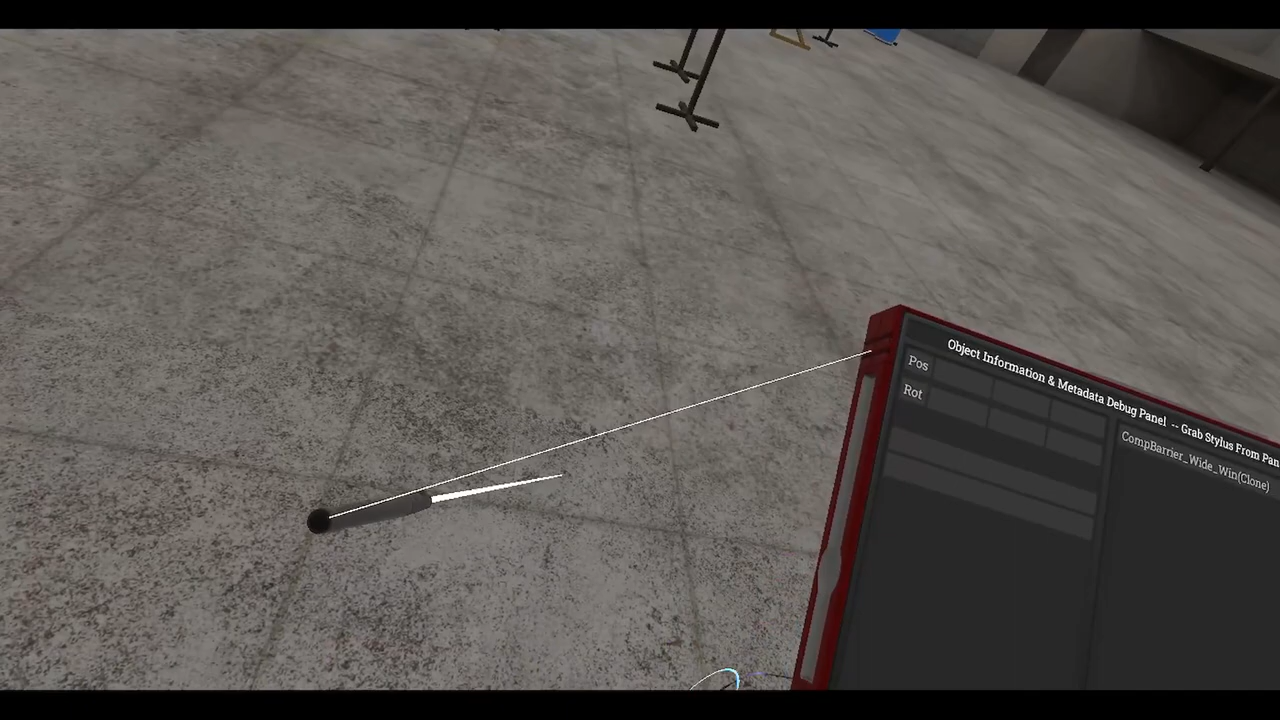 Object Information & Metadata Debug Panel -- Grab Stylus From Pan
Pos
Rot
CompBarrier_Wide_Win(Clone)